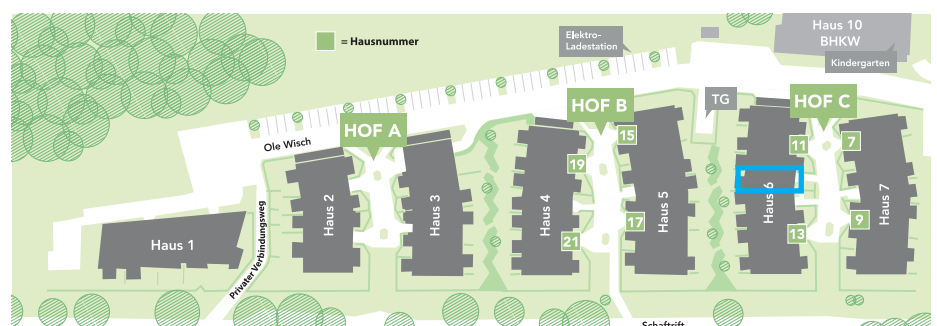 Haus 10
BHKW
Kindergarten
Elektro-
Ladestation
= Hausnummer
TG
HOF A
HOF B
HOF C
Ole Wisch
15
11
7
19
17
21
13
9
Haus 1
Haus 2
Haus 3
Haus 4
Haus 5
Haus 6
Haus 7
Privater Verbindungsweg
Schaftrift